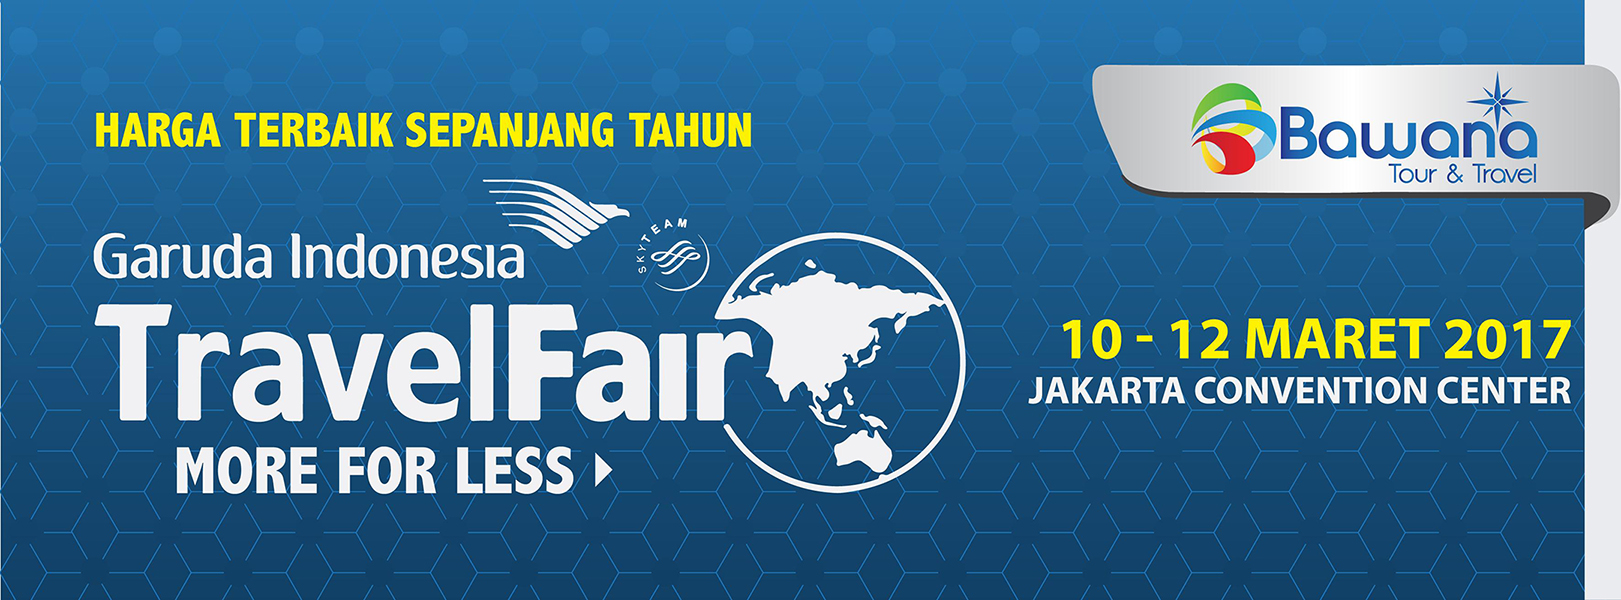 HARGA TERBAIK SEPANJANG TAHUN
Garuda Indonesia
SKYTEAM
TravelFair
MORE FOR LESS
Bawana
Tour & Travel
10 - 12 MARET 2017
JAKARTA CONVENTION CENTER